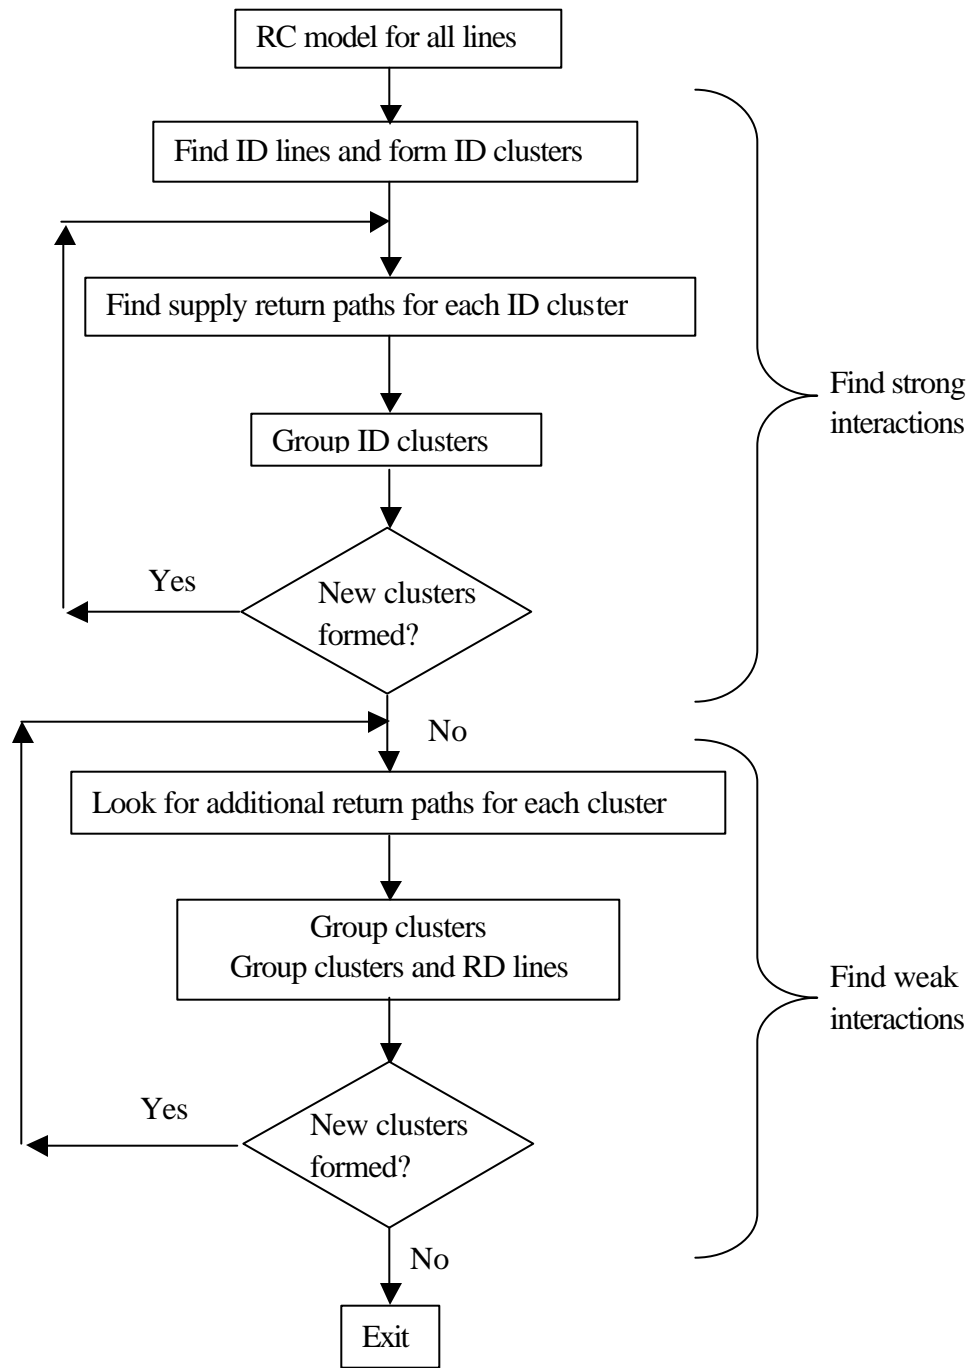 RC model for all lines
Find ID lines and form ID clusters
Find supply return paths for each ID cluster
Group ID clusters
Find strong
interactions
Yes
New clusters
formed?
No
Look for additional return paths for each cluster
Group clusters
Group clusters and RD lines
Find weak
interactions
Yes
New clusters
formed?
No
Exit